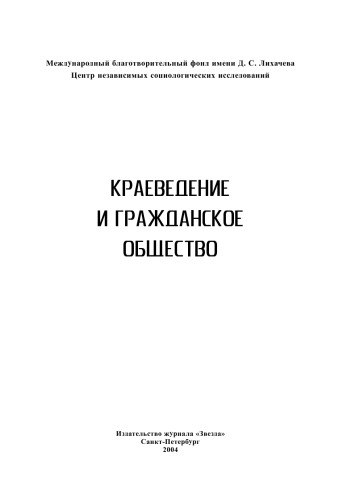 Международный благотворительный фонд имени Д. С. Лихачева
Центр независимых социологических исследований
КРАЕВЕДЕНИЕ
И ГРАЖДАНСКОЕ
ОБЩЕСТВО
Издательство журнала «Звезда»
Санкт-Петербург
2004